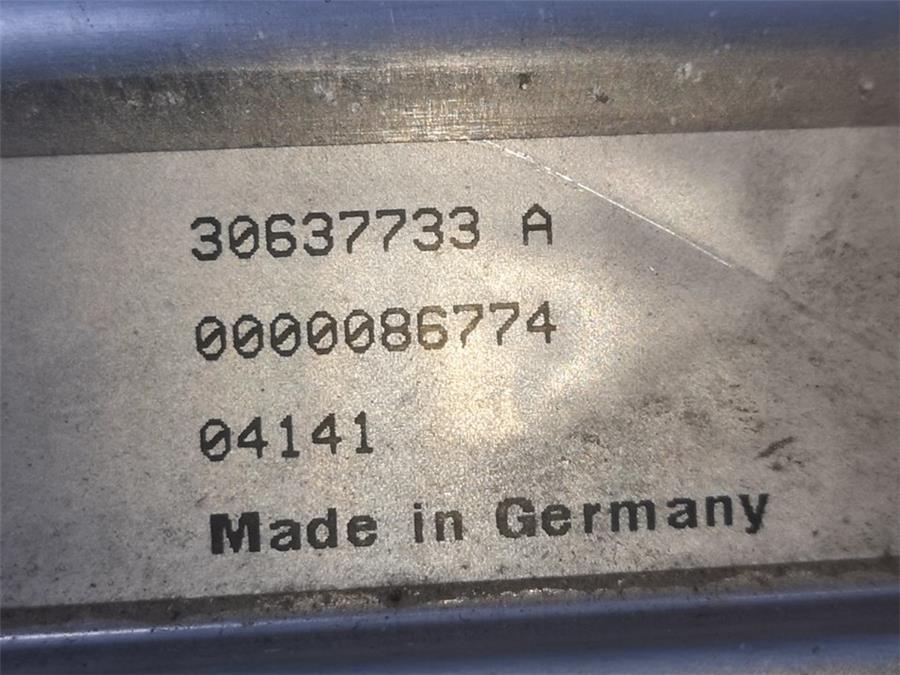 30637733 A
0000086774
04141
Made in Germany